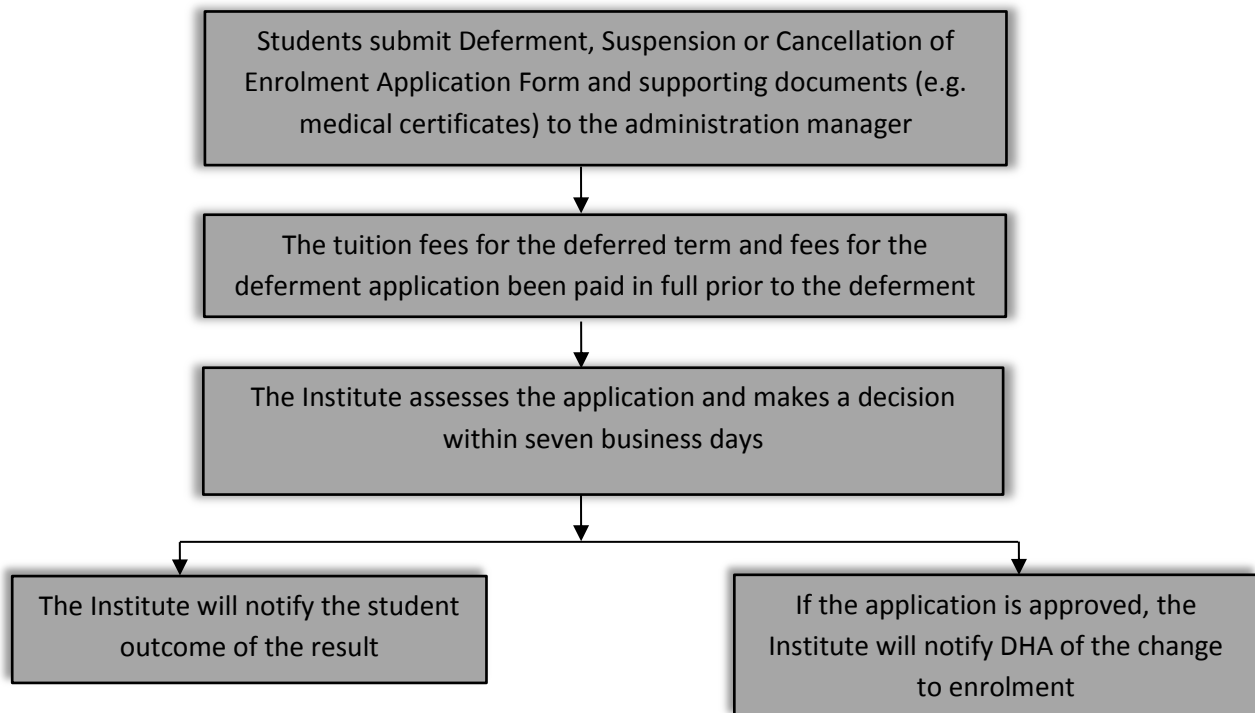 Students submit Deferment, Suspension or Cancellation of
Enrolment Application Form and supporting documents (e.g.
medical certificates) to the administration manager
The tuition fees for the deferred term and fees for the
deferment application been paid in full prior to the deferment
The Institute assesses the application and makes a decision
within seven business days
The Institute will notify the student
outcome of the result
If the application is approved, the
Institute will notify DHA of the change
to enrolment